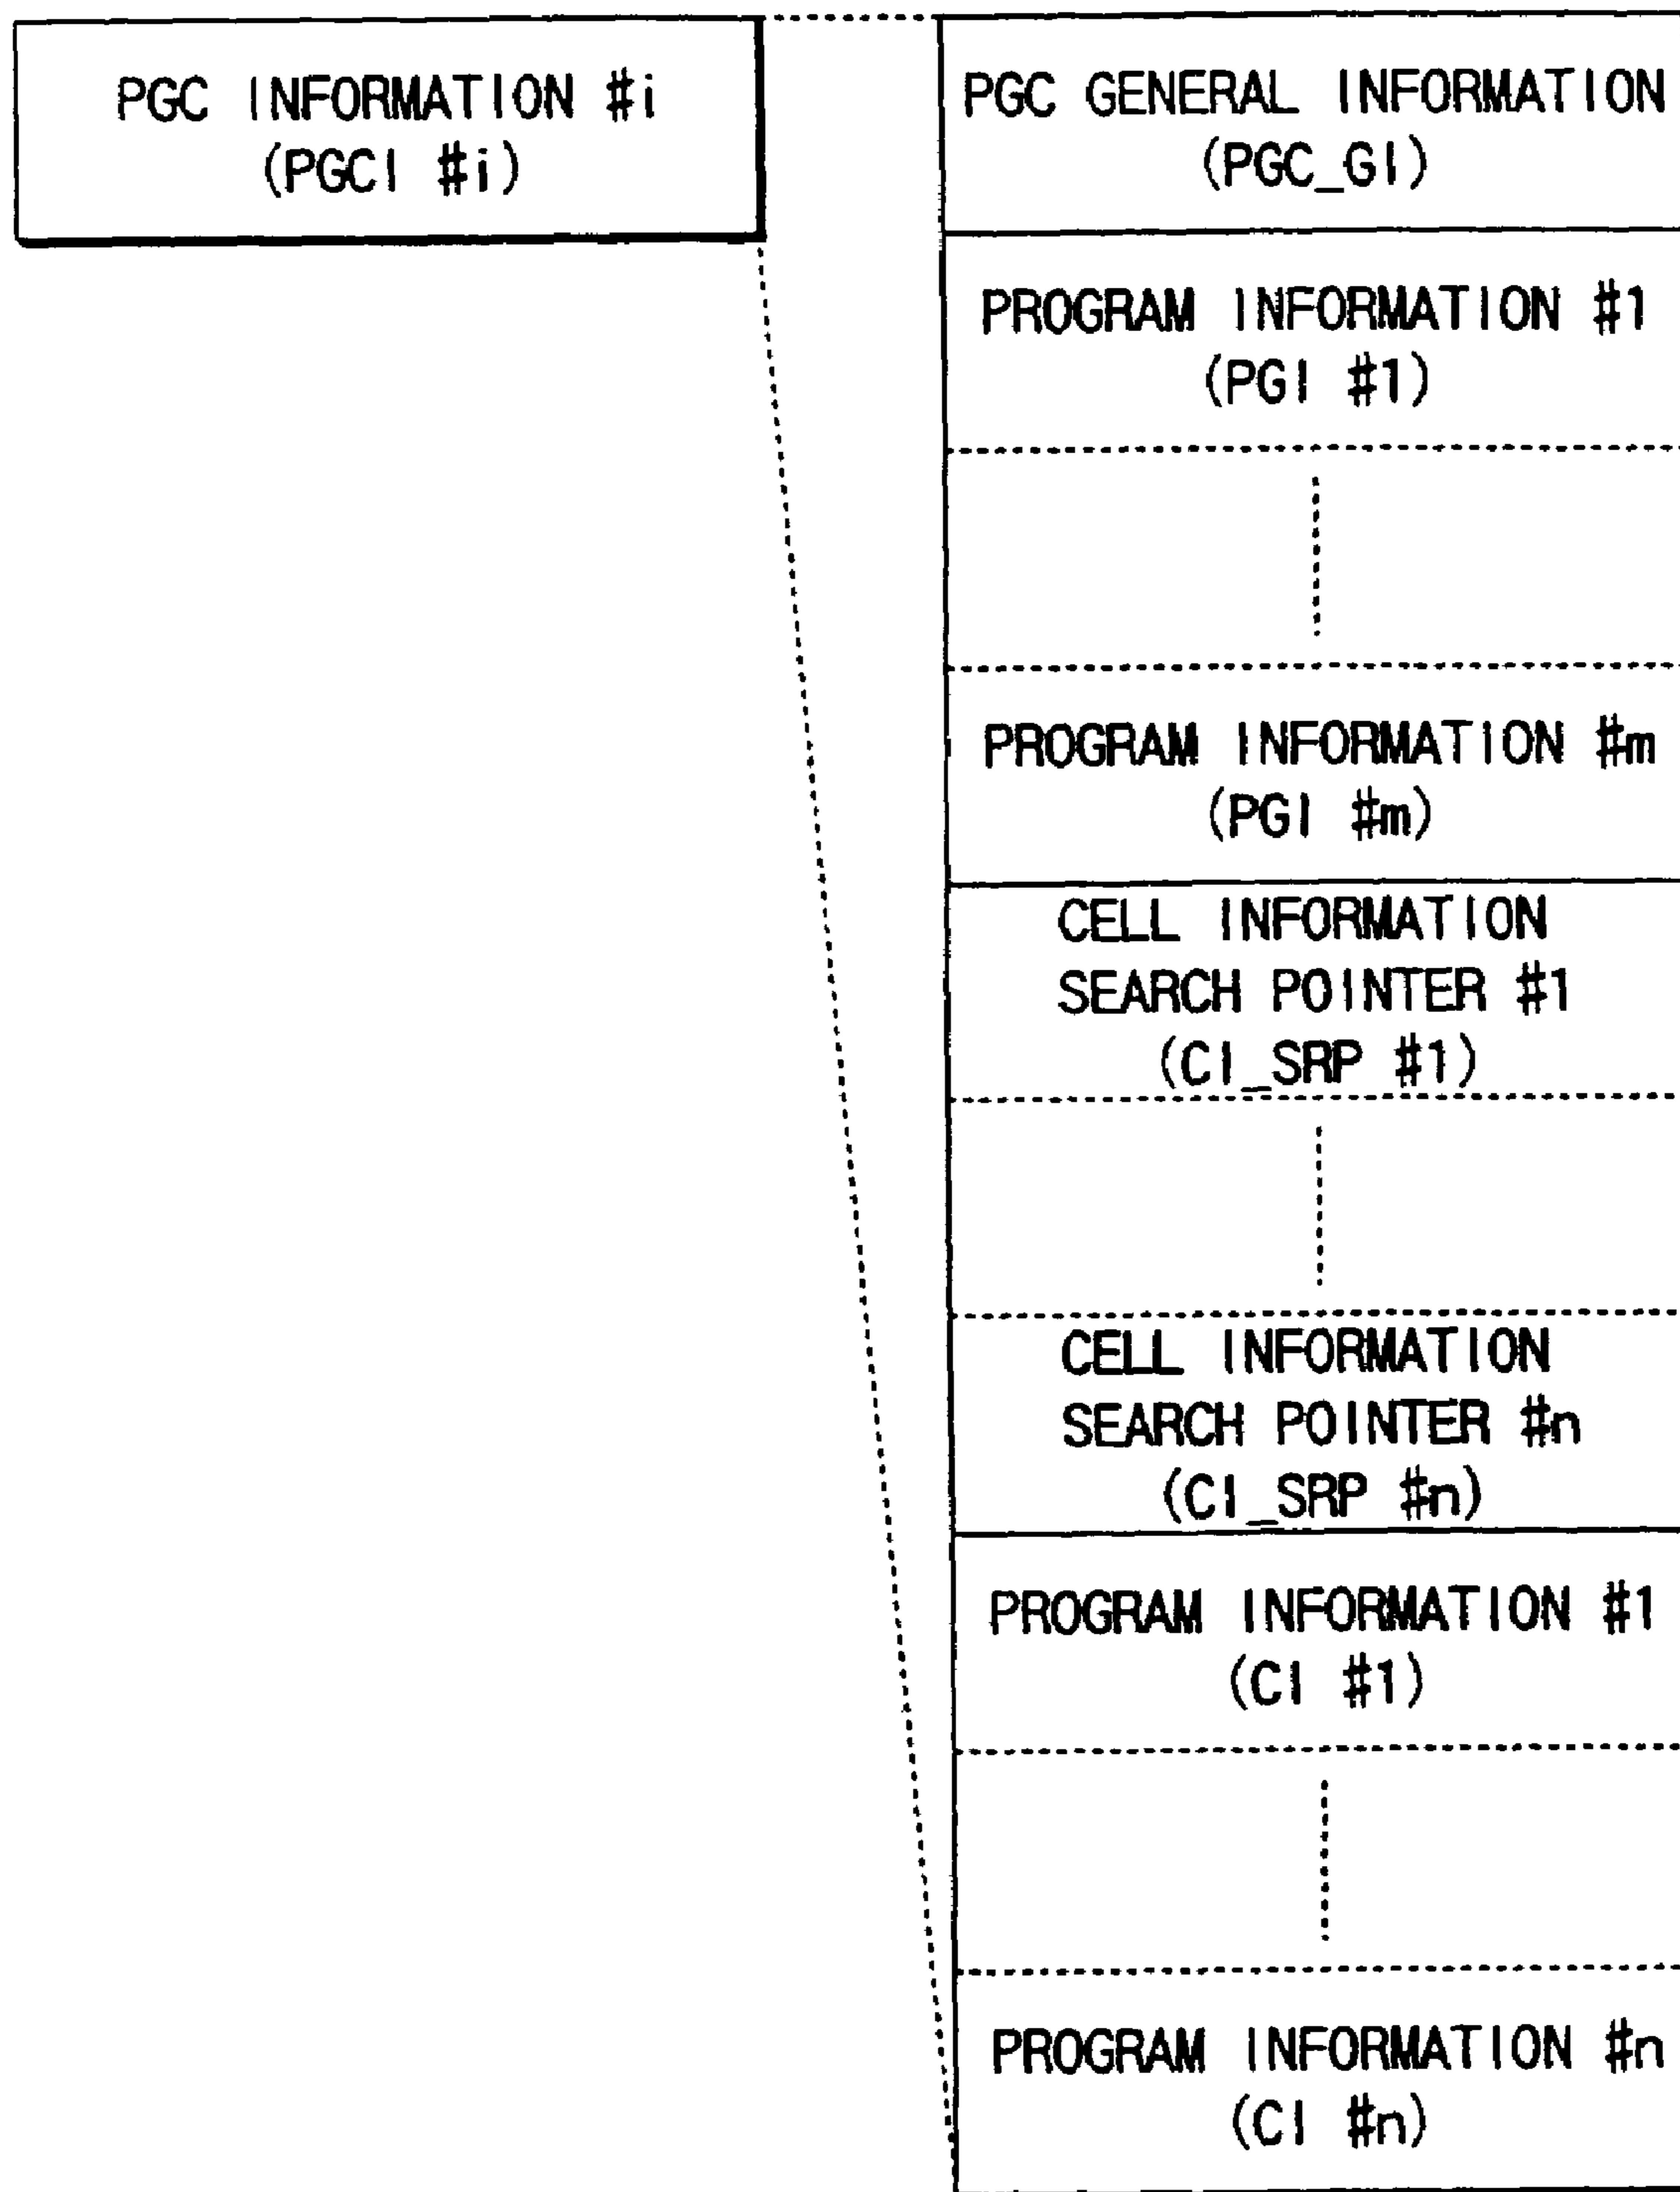 PGC INFORMATION #i
(PGCI #i)
PGC GENERAL INFORMATION
(PGC_GI)
PROGRAM INFORMATION #1
(PGI #1)
PROGRAM INFORMATION #m
(PGI #m)
CELL INFORMATION
SEARCH POINTER #1
(CI_SRP #1)
CELL INFORMATION
SEARCH POINTER #n
(CI_SRP #n)
PROGRAM INFORMATION #1
(CI #1)
PROGRAM INFORMATION #n
(CI #n)